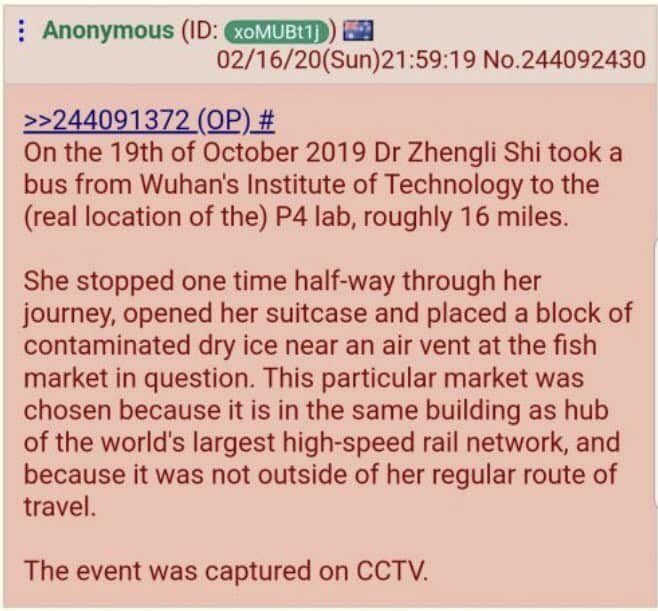 Anonymous (ID: xoMUBt1j)
02/16/20(Sun)21:59:19 No.244092430
>>244091372 (OP) #
On the 19th of October 2019 Dr Zhengli Shi took a
bus from Wuhan's Institute of Technology to the
(real location of the) P4 lab, roughly 16 miles.
She stopped one time half-way through her
journey, opened her suitcase and placed a block of
contaminated dry ice near an air vent at the fish
market in question. This particular market was
chosen because it is in the same building as hub
of the world's largest high-speed rail network, and
because it was not outside of her regular route of
travel.
The event was captured on CCTV.